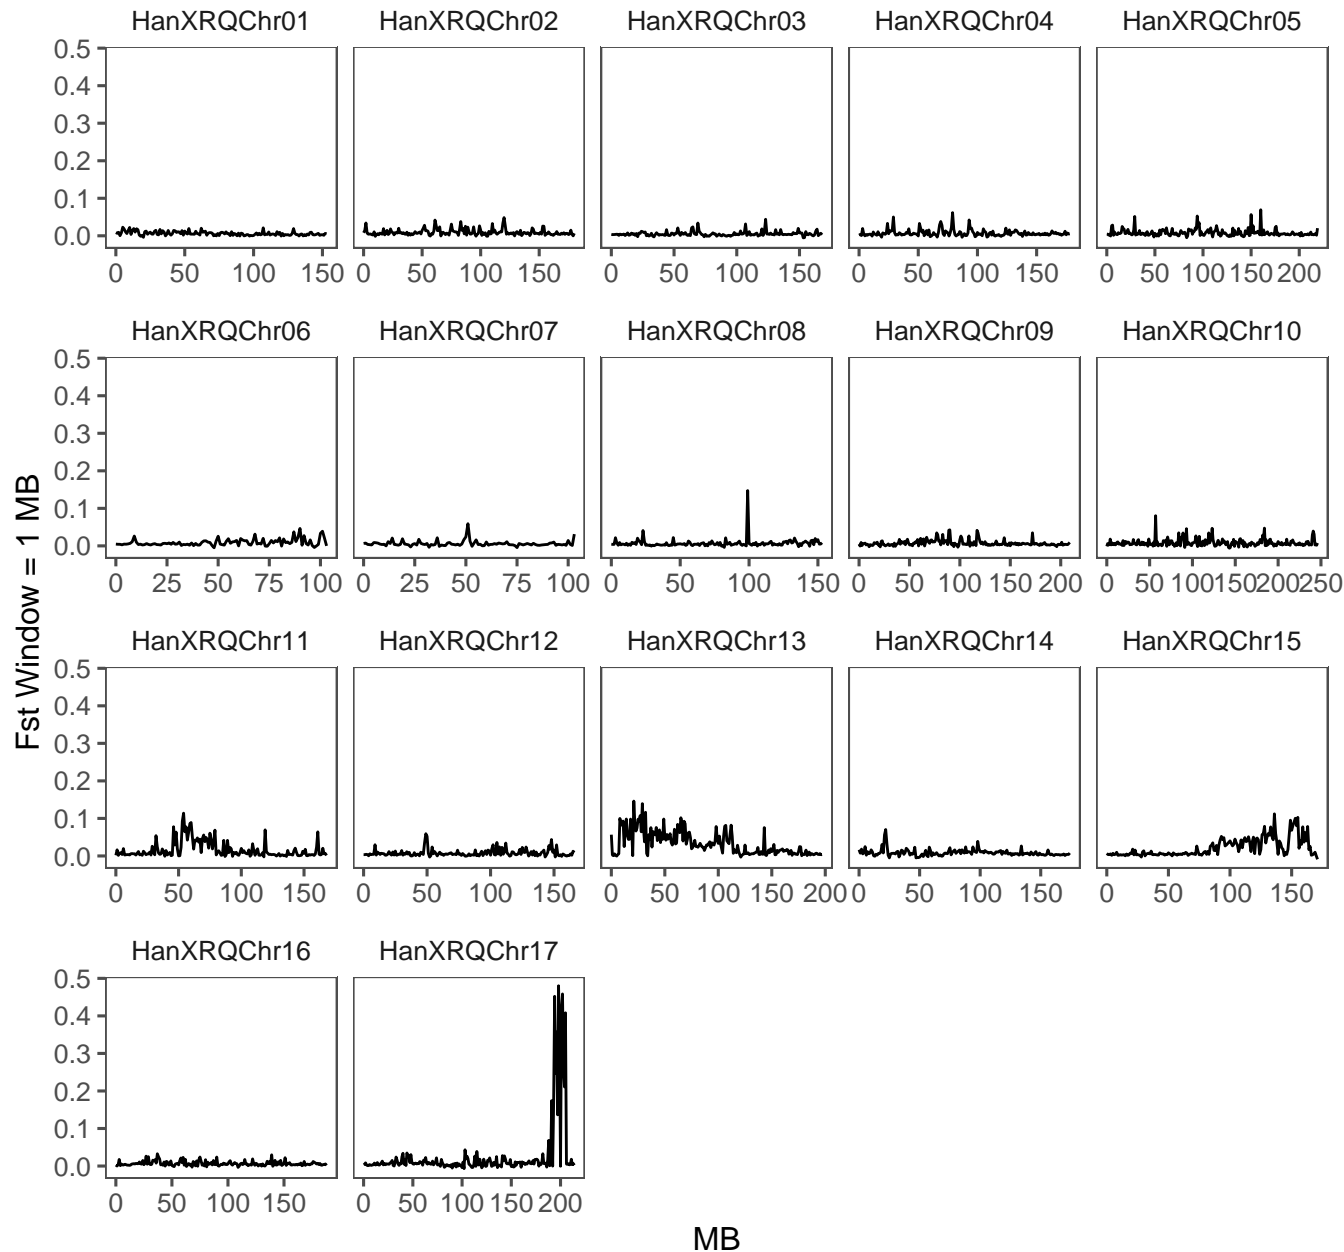 HanXRQChr01 HanXRQChr02 HanXRQChr03 HanXRQChr04 HanXRQChr05
0.5
0.4
0.3
0.2
0.1
0.0
0 50 100 150 0 50 100 150 0 50 100 150 0 50 100 150 0 50 100 150 200
HanXRQChr06 HanXRQChr07 HanXRQChr08 HanXRQChr09 HanXRQChr10
0.5
0.4
0.3
0.2
0.1
0.0
0 25 50 75 100 0 25 50 75 100 0 50 100 150 0 50 100 150 200 0 50 100 150 200 250
Fst Window = 1 MB
HanXRQChr11 HanXRQChr12 HanXRQChr13 HanXRQChr14 HanXRQChr15
0.5
0.4
0.3
0.2
0.1
0.0
0 50 100 150 0 50 100 150 0 50 100 150 200 0 50 100 150 0 50 100 150
HanXRQChr16 HanXRQChr17
0.5
0.4
0.3
0.2
0.1
0.0
0 50 100 150 0 50 100 150 200
MB